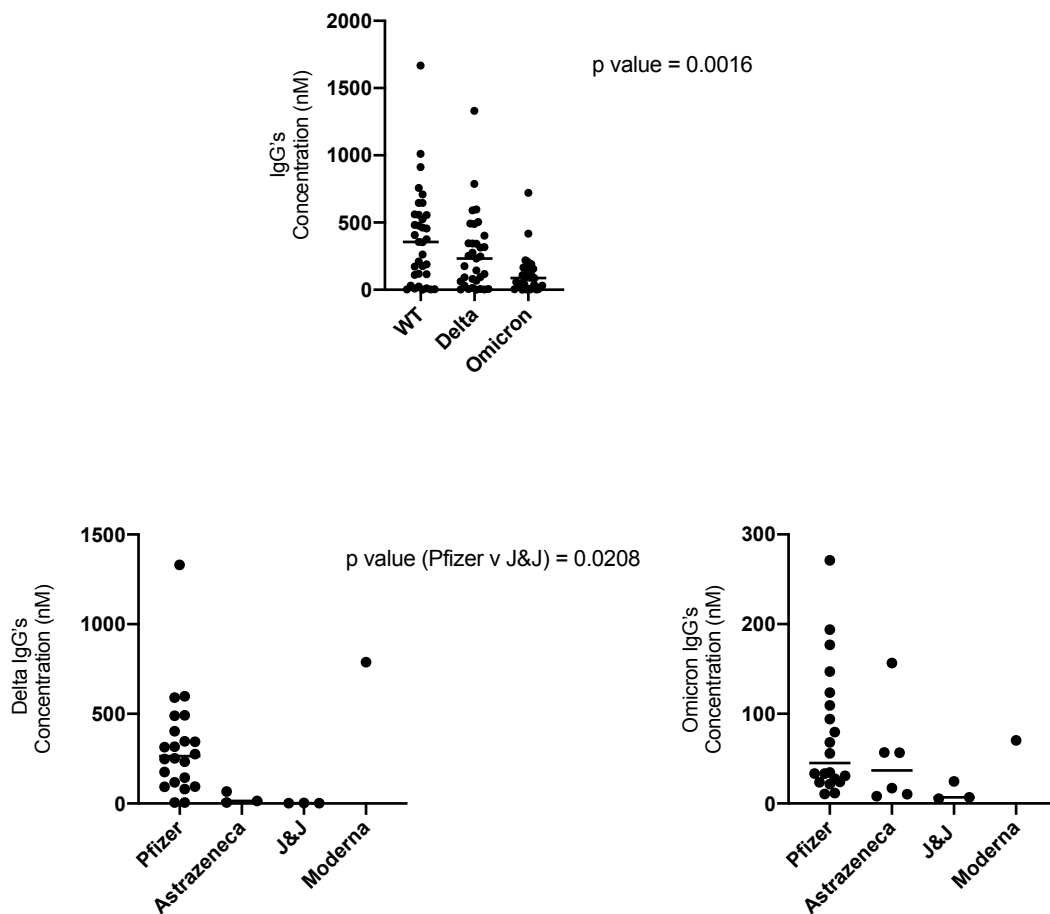 2000
1500
1000
500
0
IgG's
Concentration (nM)
p value = 0.0016
WT
Delta
Omicron
1500
1000
500
0
Delta IgG's
Concentration (nM)
p value (Pfizer v J&J) = 0.0208
Pfizer
Astrazeneca
J&J
Moderna
300
200
100
0
Omicron IgG's
Concentration (nM)
Pfizer
Astrazeneca
J&J
Moderna